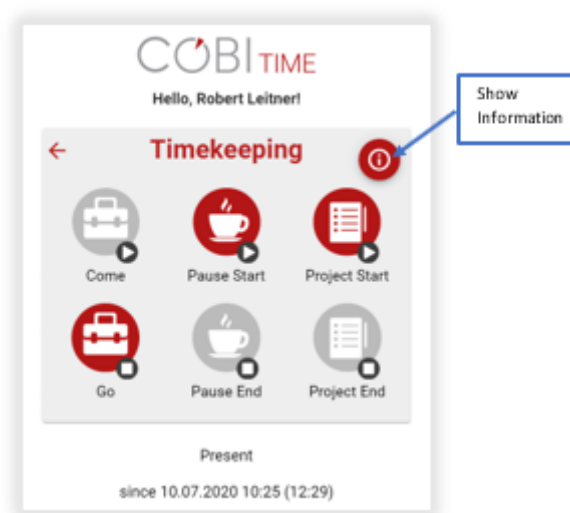 COBI TIME
Hello, Robert Leitner!
Timekeeping
Show
Information
Come
Pause Start
Project Start
Go
Pause End
Project End
Present
since 10.07.2020 10:25 (12:29)